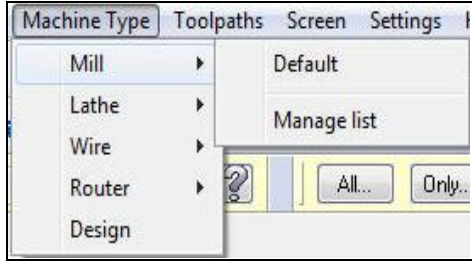 Machine Type Toolpaths Screen Settings
Mill
Default
Lathe
Manage list
Wire
Router
All... Only...
Design